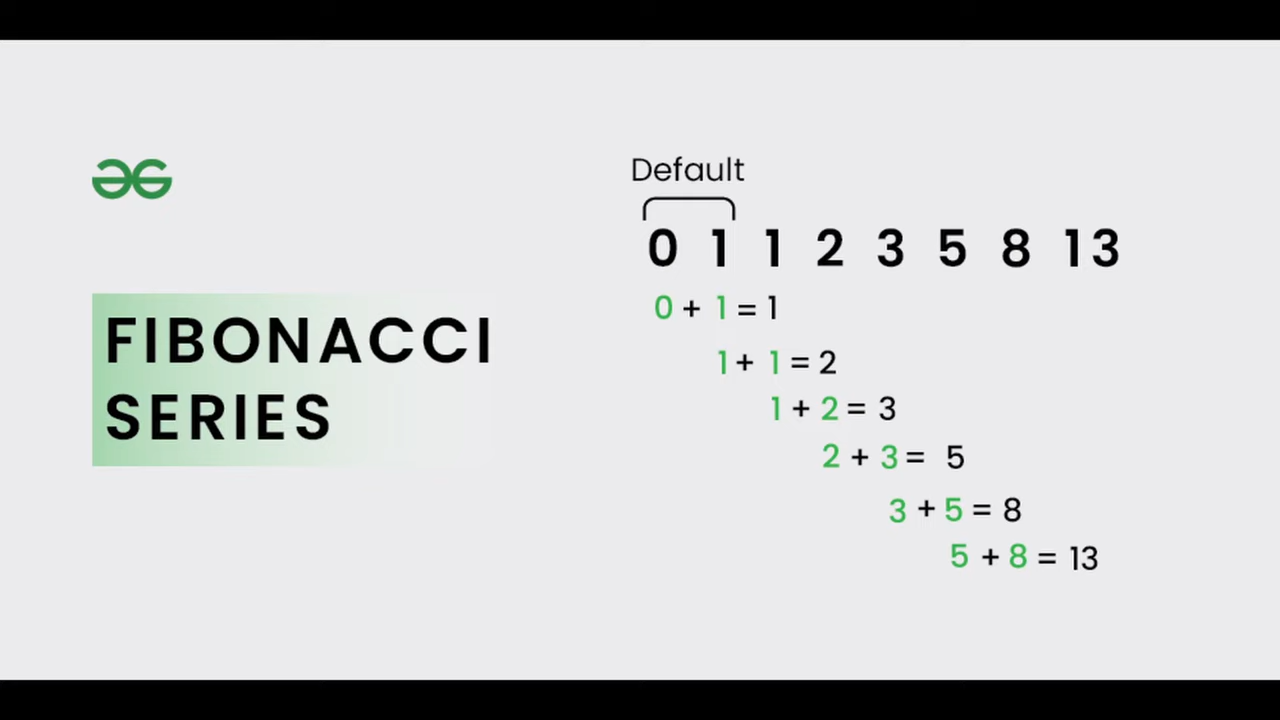 FIBONACCI
SERIES
Default
0 1 1 2 3 5 8 13
0 + 1 = 1
1 + 1 = 2
1 + 2 = 3
2 + 3 = 5
3 + 5 = 8
5 + 8 = 13